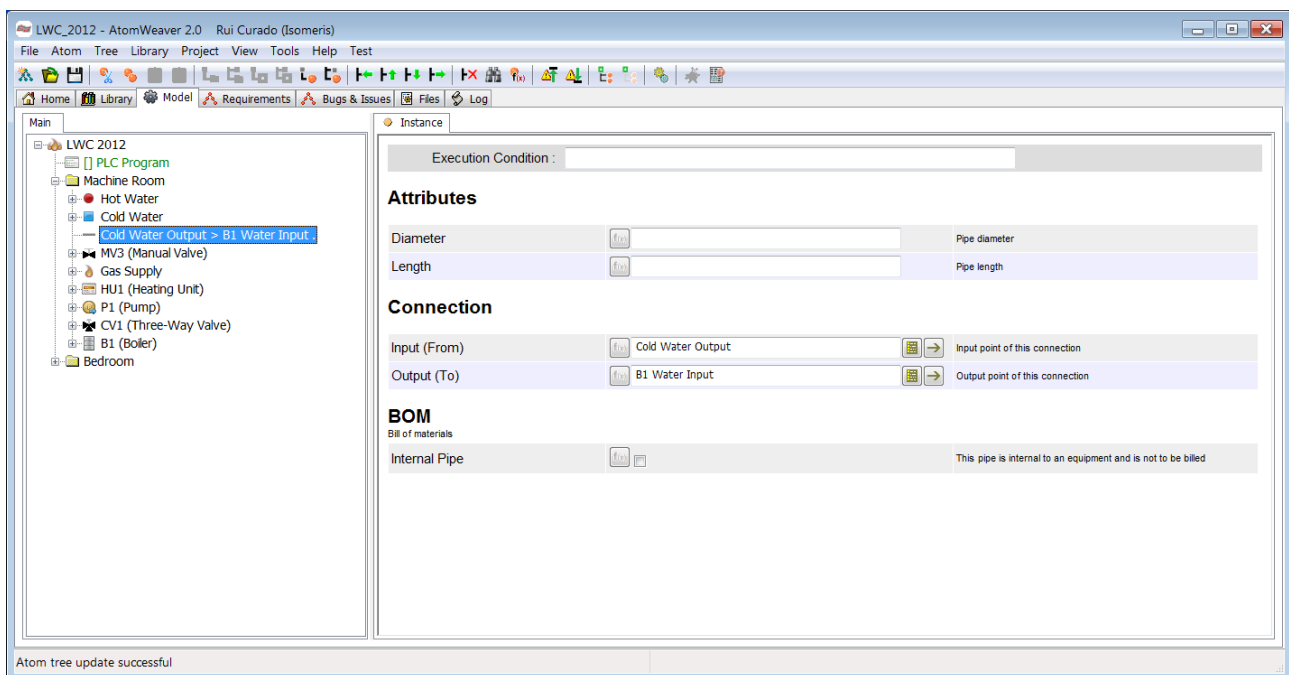 LWC_2012 - AtomWeaver 2.0 Rui Curado (Isomeris)
File Atom Tree Library Project View Tools Help Test
Home Library Model Requirements Bugs & Issues Files Log
Main
Instance
LWC 2012
[] PLC Program
Machine Room
Hot Water
Cold Water
Cold Water Output > B1 Water Input .
MV3 (Manual Valve)
Gas Supply
HU1 (Heating Unit)
P1 (Pump)
CV1 (Three-Way Valve)
B1 (Boiler)
Bedroom
Execution Condition :
Attributes
Diameter f(x) Pipe diameter
Length f(x) Pipe length
Connection
Input (From) f(x) Cold Water Output Input point of this connection
Output (To) f(x) B1 Water Input Output point of this connection
BOM
Bill of materials
Internal Pipe f(x) This pipe is internal to an equipment and is not to be billed
Atom tree update successful